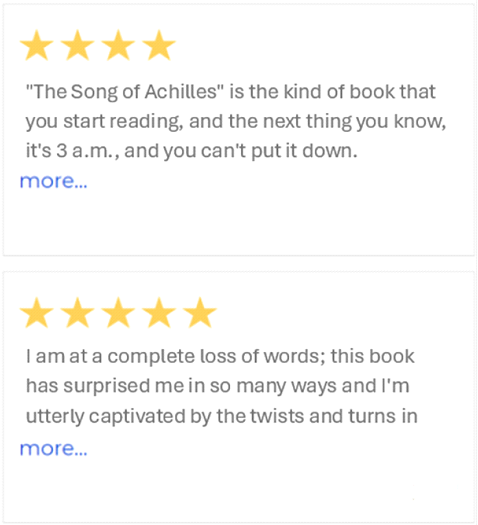 "The Song of Achilles" is the kind of book that
you start reading, and the next thing you know,
it's 3 a.m., and you can't put it down.
more...
I am at a complete loss of words; this book
has surprised me in so many ways and I'm
utterly captivated by the twists and turns in
more...